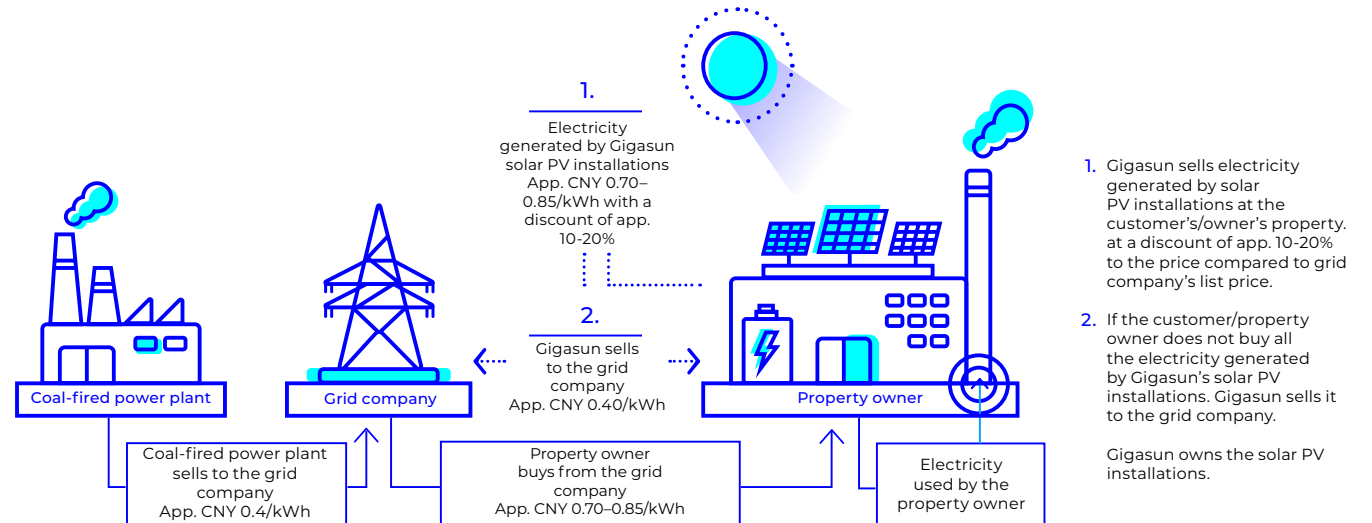 1.
Electricity
generated by Gigasun
solar PV installations
App. CNY 0.70–
0.85/kWh with a
discount of app.
10-20%
2.
Gigasun sells
to the grid
company
App. CNY 0.40/kWh
Coal-fired power plant
Grid company
Property owner
Coal-fired power plant
sells to the grid
company
App. CNY 0.4/kWh
Property owner
buys from the grid
company
App. CNY 0.70–0.85/kWh
Electricity
used by the
property owner
1. Gigasun sells electricity
generated by solar
PV installations at the
customer’s/owner’s property.
at a discount of app. 10-20%
to the price compared to grid
company’s list price.
2. If the customer/property
owner does not buy all
the electricity generated
by Gigasun’s solar PV
installations. Gigasun sells it
to the grid company.
Gigasun owns the solar PV
installations.